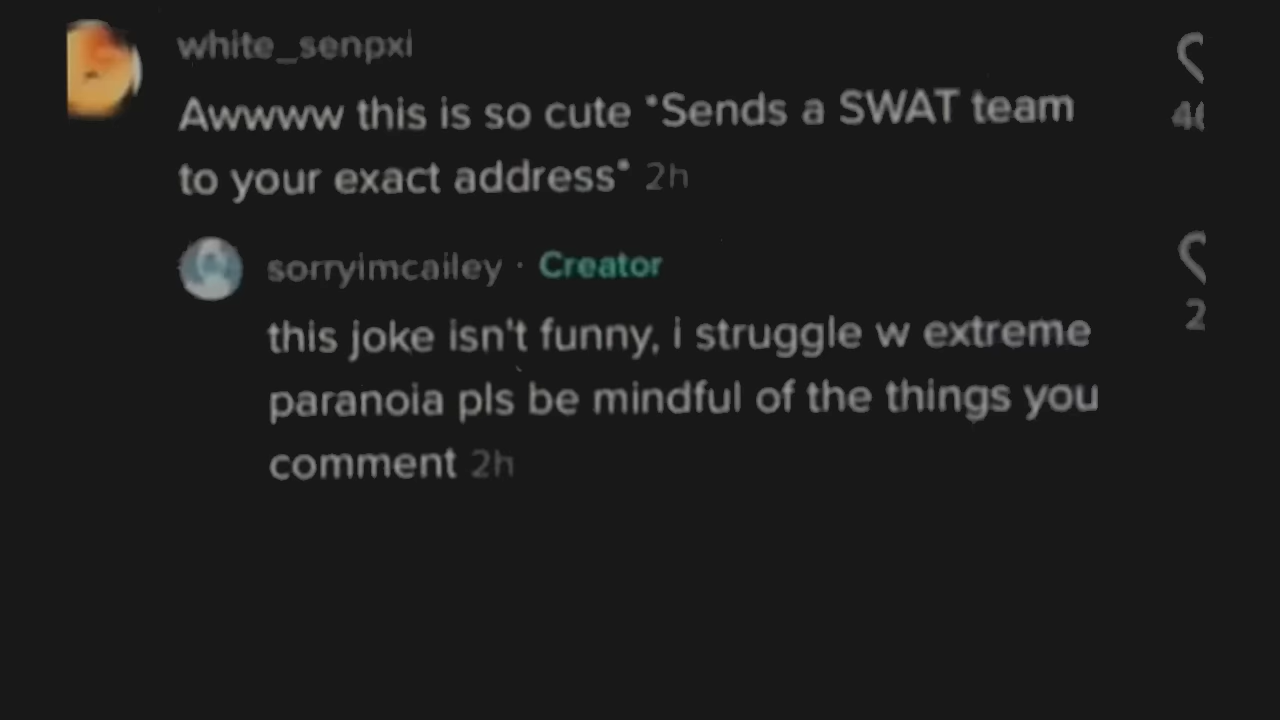 white_senpxi
Awwww this is so cute *Sends a SWAT team
to your exact address* 2h
sorryimcailey · Creator
this joke isn't funny, i struggle w extreme
2
paranoia pls be mindful of the things you
comment 2h